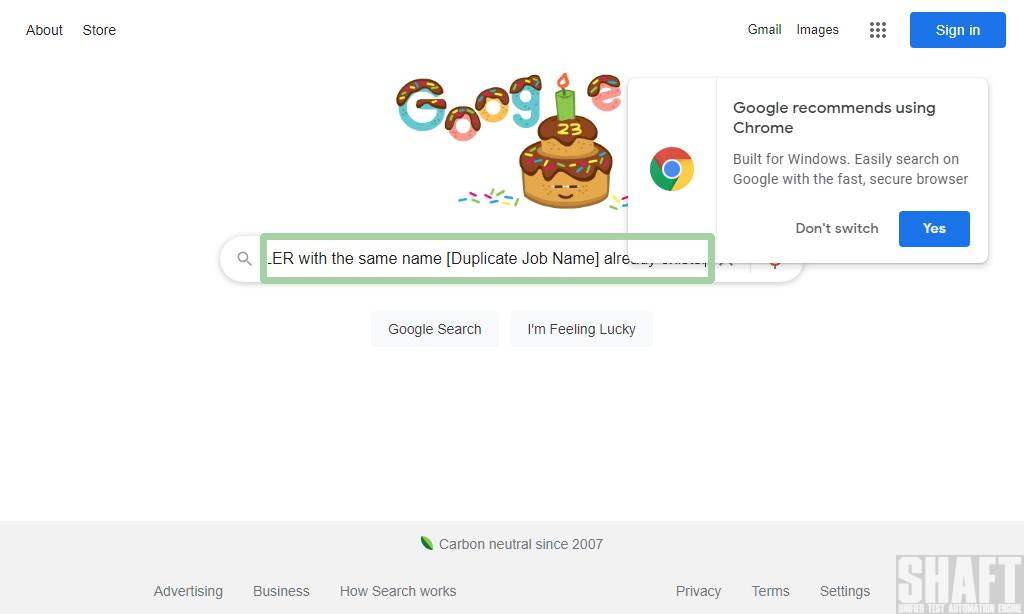 About Store
Gmail Images
Sign in
Google
23
Google recommends using
Chrome
Built for Windows. Easily search on
Google with the fast, secure browser
Don't switch
Yes
LER with the same name [Duplicate Job Name] already exists.
Google Search
I'm Feeling Lucky
Carbon neutral since 2007
Advertising Business How Search works
Privacy Terms Settings
SHAFT
UNIFIED TEST AUTOMATION ENGINE